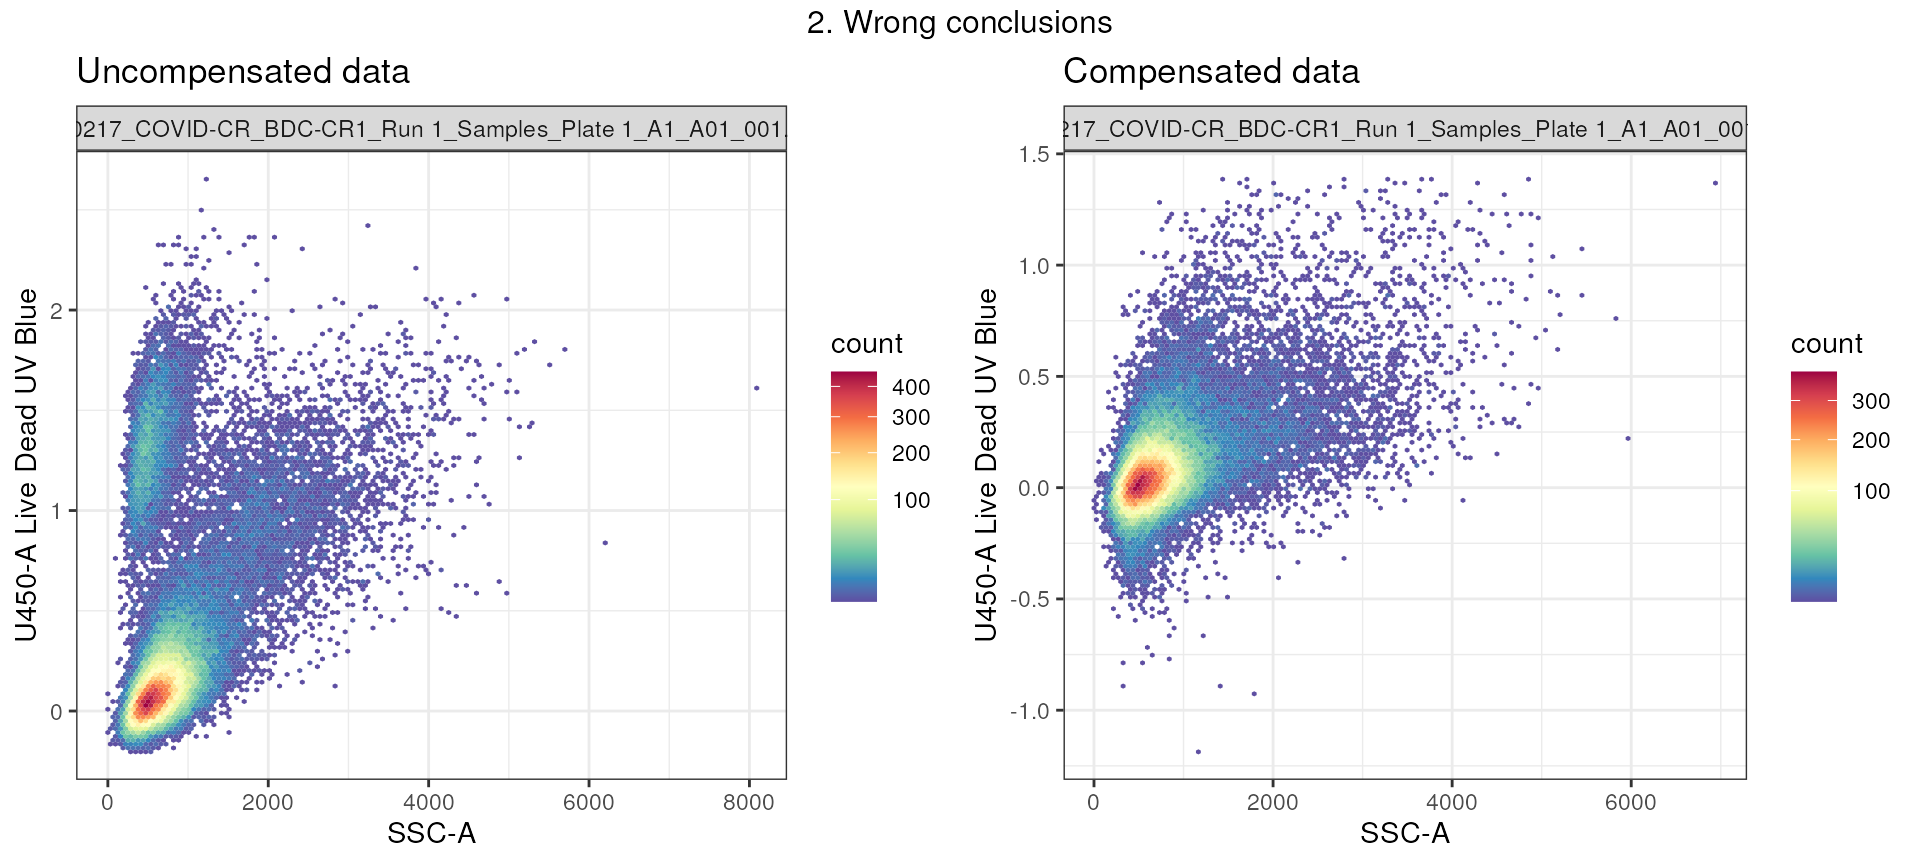 2. Wrong conclusions
Uncompensated data
0217_COVID-CR_BDC-CR1_Run 1_Samples_Plate 1_A1_A01_001.
U450-A Live Dead UV Blue
2
1
0
0 2000 4000 6000 8000
SSC-A
count
400
300
200
100
Compensated data
217_COVID-CR_BDC-CR1_Run 1_Samples_Plate 1_A1_A01_00
U450-A Live Dead UV Blue
1.5
1.0
0.5
0.0
-0.5
-1.0
0 2000 4000 6000
SSC-A
count
300
200
100